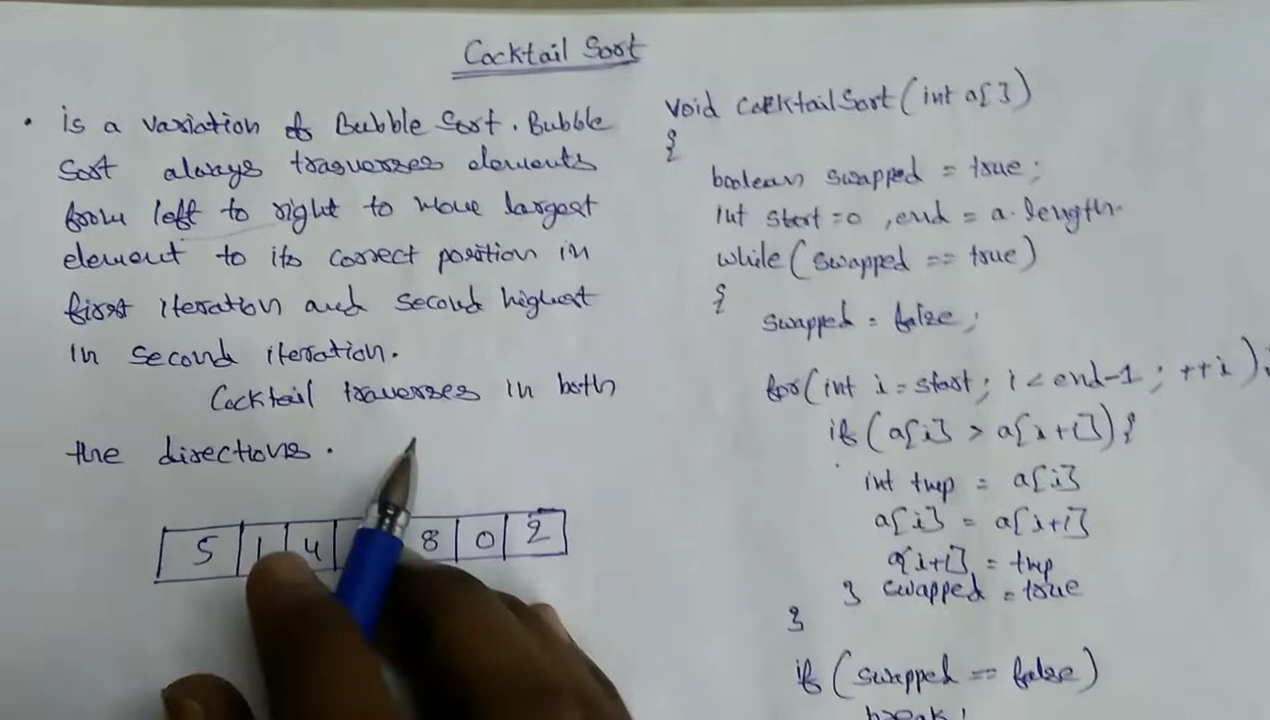 Cocktail Sort
• is a variation of Bubble Sort. Bubble
Sort always traverses elements
from left to right to move largest
element to its correct position in
first iteration and second highest
in second iteration.
Cocktail traverses in both
the directions.
5 1 4 8 0 2
void CocktailSort(int a[])
{
boolean swapped = true;
int start=0, end = a.length.
while(swapped == true)
{
swapped = false;
for(int i=start; i<end-1; ++i){
if(a[i] > a[i+1]){
int tmp = a[i]
a[i] = a[i+1]
a[i+1] = tmp
} swapped = true
}
if(swapped == false)
break;